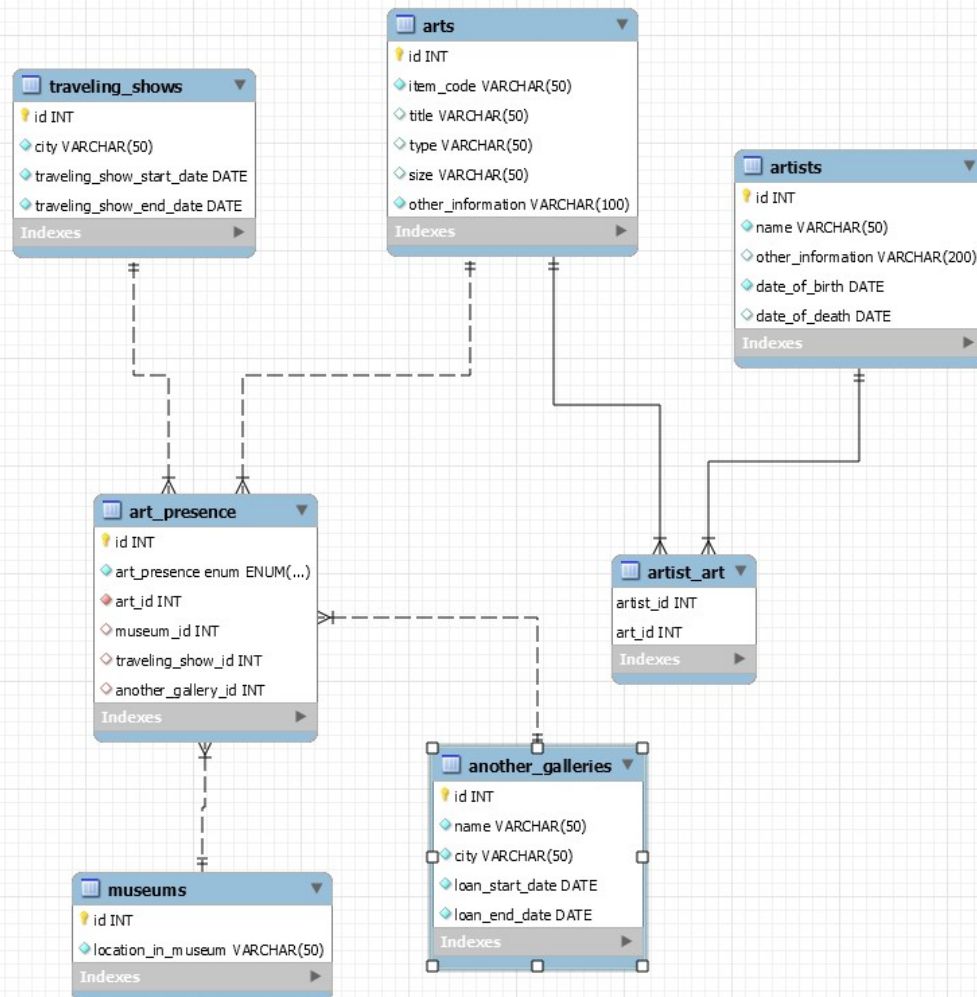 arts
id INT
item_code VARCHAR(50)
title VARCHAR(50)
type VARCHAR(50)
size VARCHAR(50)
other_information VARCHAR(100)
Indexes
traveling_shows
id INT
city VARCHAR(50)
traveling_show_start_date DATE
traveling_show_end_date DATE
Indexes
artists
id INT
name VARCHAR(50)
other_information VARCHAR(200)
date_of_birth DATE
date_of_death DATE
Indexes
art_presence
id INT
art_presence enum ENUM(...)
art_id INT
museum_id INT
traveling_show_id INT
another_gallery_id INT
Indexes
artist_art
artist_id INT
art_id INT
Indexes
another_galleries
id INT
name VARCHAR(50)
city VARCHAR(50)
loan_start_date DATE
loan_end_date DATE
Indexes
museums
id INT
location_in_museum VARCHAR(50)
Indexes